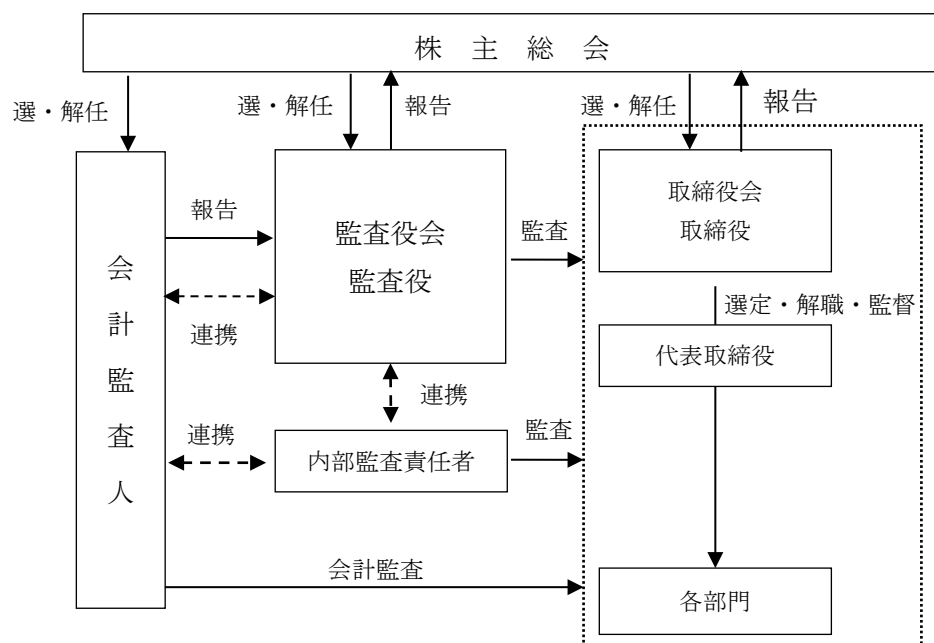 株主総会
選・解任
選・解任
報告
選・解任
報告
会計監査人
報告
連携
監査役会
監査役
監査
取締役会
取締役
選定・解職・監督
代表取締役
連携
連携
内部監査責任者
監査
会計監査
各部門